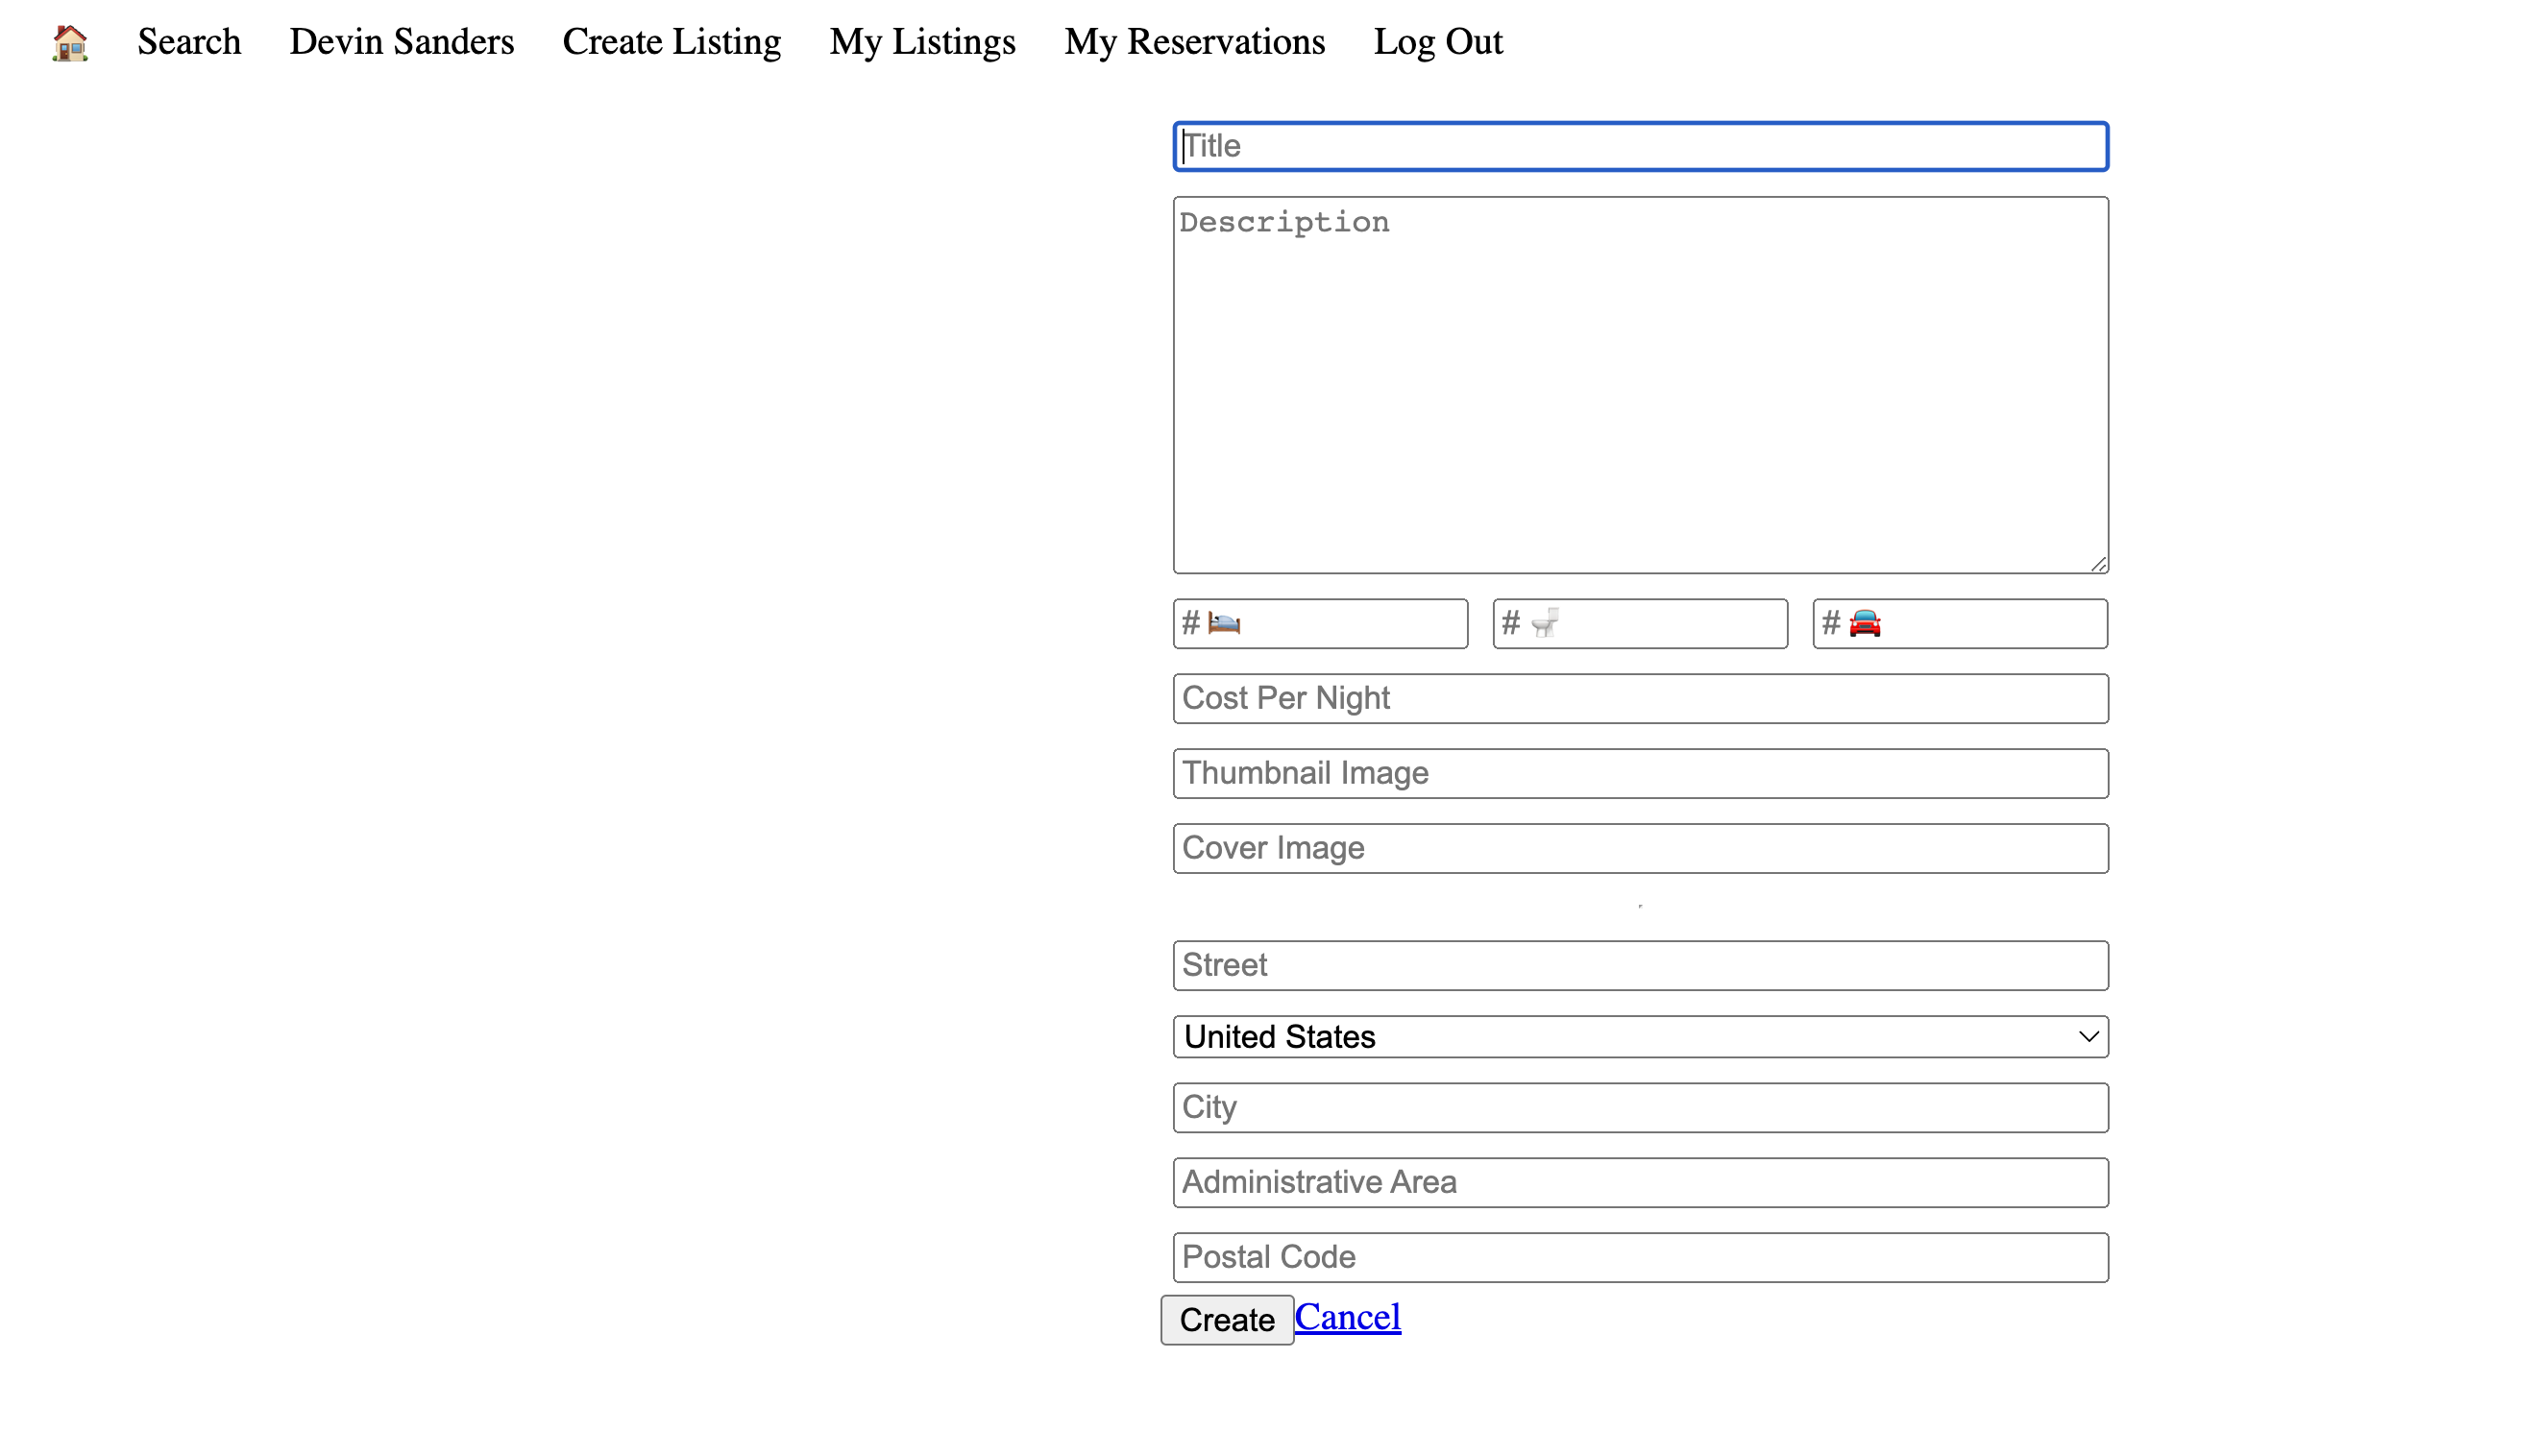 🏠 Search Devin Sanders Create Listing My Listings My Reservations Log Out
Title
Description
# 🛌 # 🚽 # 🚘
Cost Per Night
Thumbnail Image
Cover Image
Street
United States
City
Administrative Area
Postal Code
Create Cancel